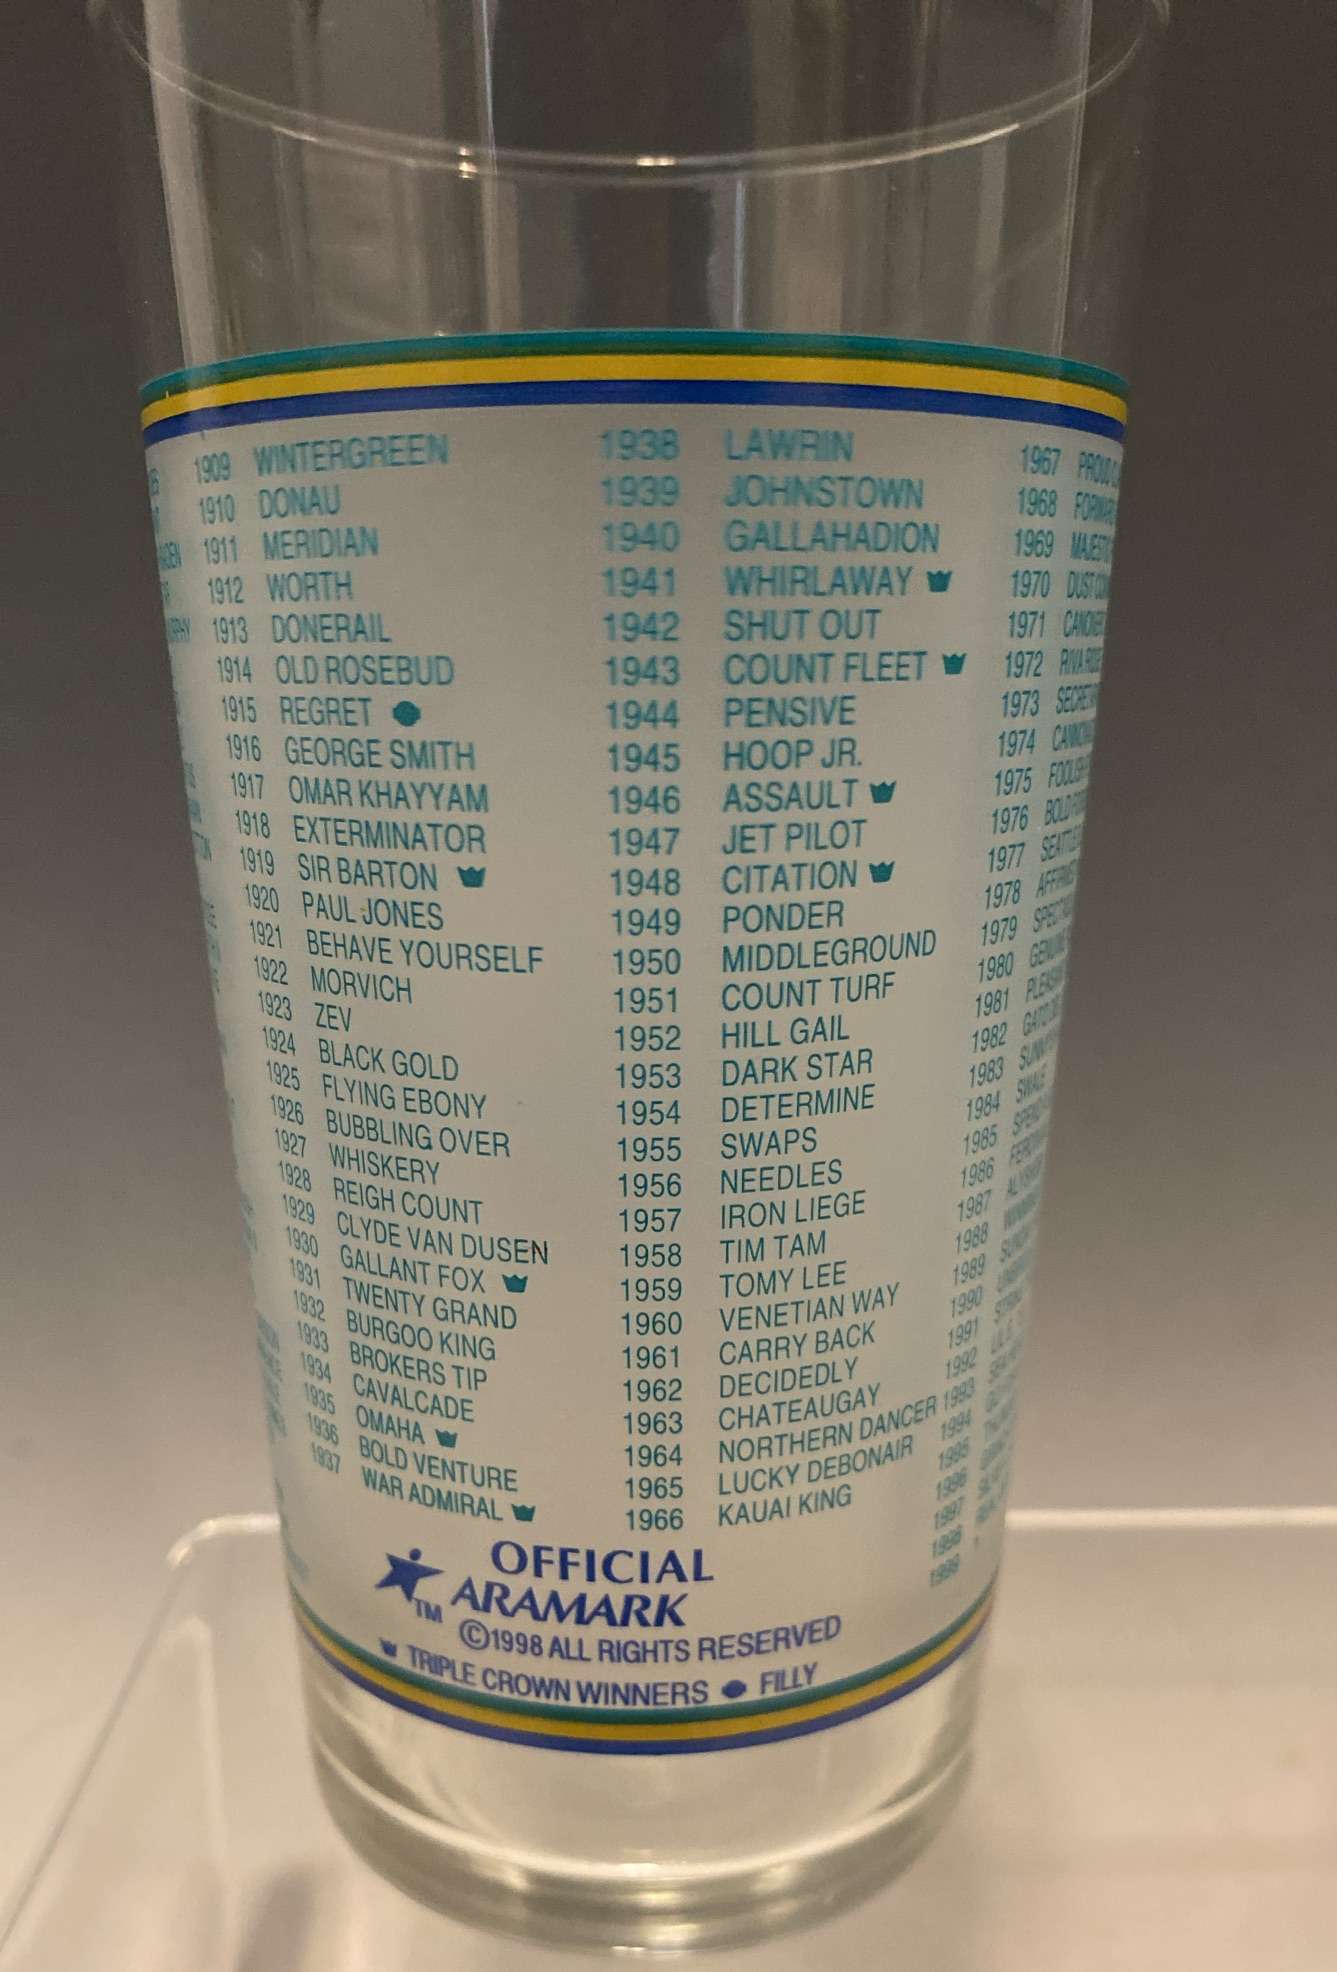 1909 WINTERGREEN
1910 DONAU
1911 MERIDIAN
1912 WORTH
1913 DONERAIL
1914 OLD ROSEBUD
1915 REGRET
1916 GEORGE SMITH
1917 OMAR KHAYYAM
1918 EXTERMINATOR
1919 SIR BARTON
1920 PAUL JONES
1921 BEHAVE YOURSELF
1922 MORVICH
1923 ZEV
1924 BLACK GOLD
1925 FLYING EBONY
1926 BUBBLING OVER
1927 WHISKERY
1928 REIGH COUNT
1929 CLYDE VAN DUSEN
1930 GALLANT FOX
1931 TWENTY GRAND
1932 BURGOO KING
1933 BROKERS TIP
1934 CAVALCADE
1935 OMAHA
1936 BOLD VENTURE
1937 WAR ADMIRAL
1938 LAWRIN
1939 JOHNSTOWN
1940 GALLAHADION
1941 WHIRLAWAY
1942 SHUT OUT
1943 COUNT FLEET
1944 PENSIVE
1945 HOOP JR.
1946 ASSAULT
1947 JET PILOT
1948 CITATION
1949 PONDER
1950 MIDDLEGROUND
1951 COUNT TURF
1952 HILL GAIL
1953 DARK STAR
1954 DETERMINE
1955 SWAPS
1956 NEEDLES
1957 IRON LIEGE
1958 TIM TAM
1959 TOMY LEE
1960 VENETIAN WAY
1961 CARRY BACK
1962 DECIDEDLY
1963 CHATEAUGAY
1964 NORTHERN DANCER
1965 LUCKY DEBONAIR
1966 KAUAI KING
1967 PROUD
1968
1969
1970 DUST
1971
1972 RIVA
1973
1974
1975
1976 BOLD
1977
1978
1979
1980
1981
1982
1983
1984 SWALE
1985
1986
1987
1988
1989
1990
1991
1992
1993
1994
1995
1996
1997
1998
1999
OFFICIAL
ARAMARK
TM
©1998 ALL RIGHTS RESERVED
TRIPLE CROWN WINNERS ● FILLY